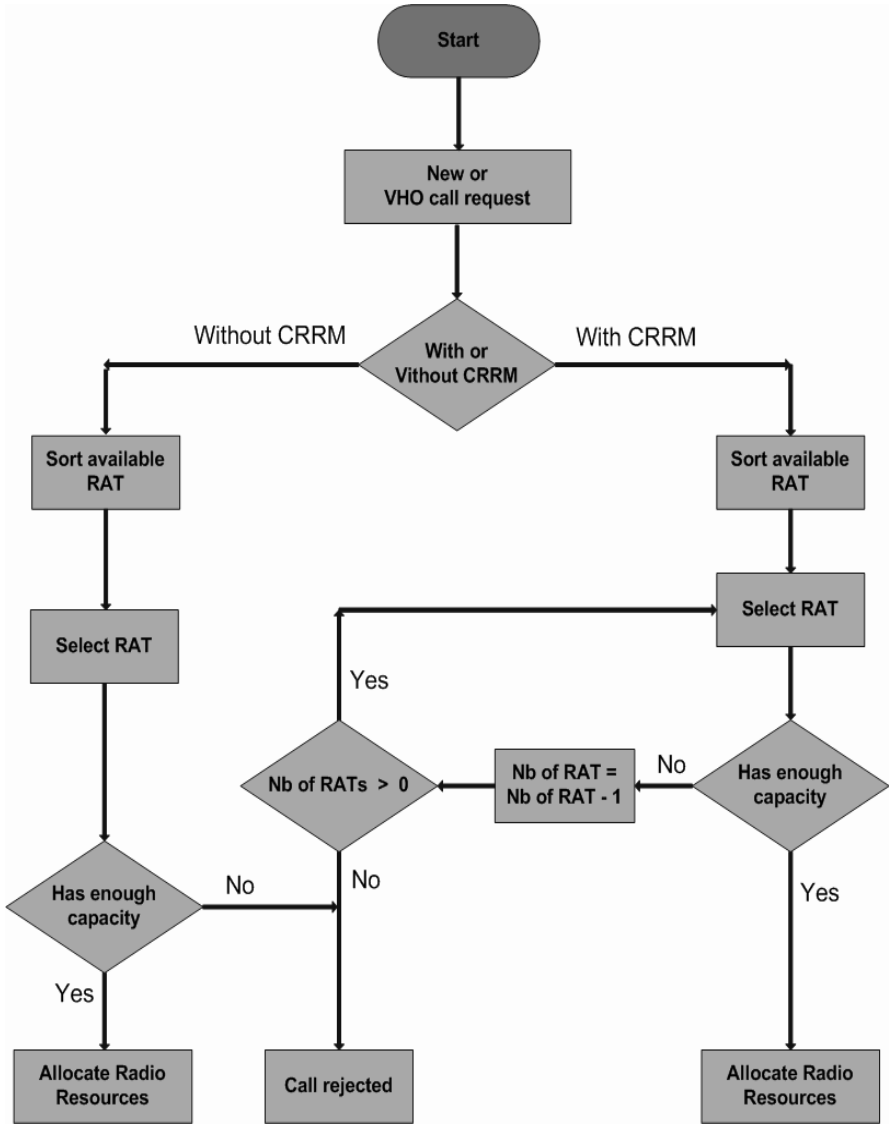 Start
New or
VHO call request
Without CRRM
With CRRM
With or
Vithout CRRM
Sort available
RAT
Sort available
RAT
Select RAT
Select RAT
Yes
Nb of RATs > 0
Nb of RAT =
Nb of RAT - 1
No
Has enough
capacity
Has enough
capacity
No
No
Yes
Yes
Allocate Radio
Resources
Call rejected
Allocate Radio
Resources